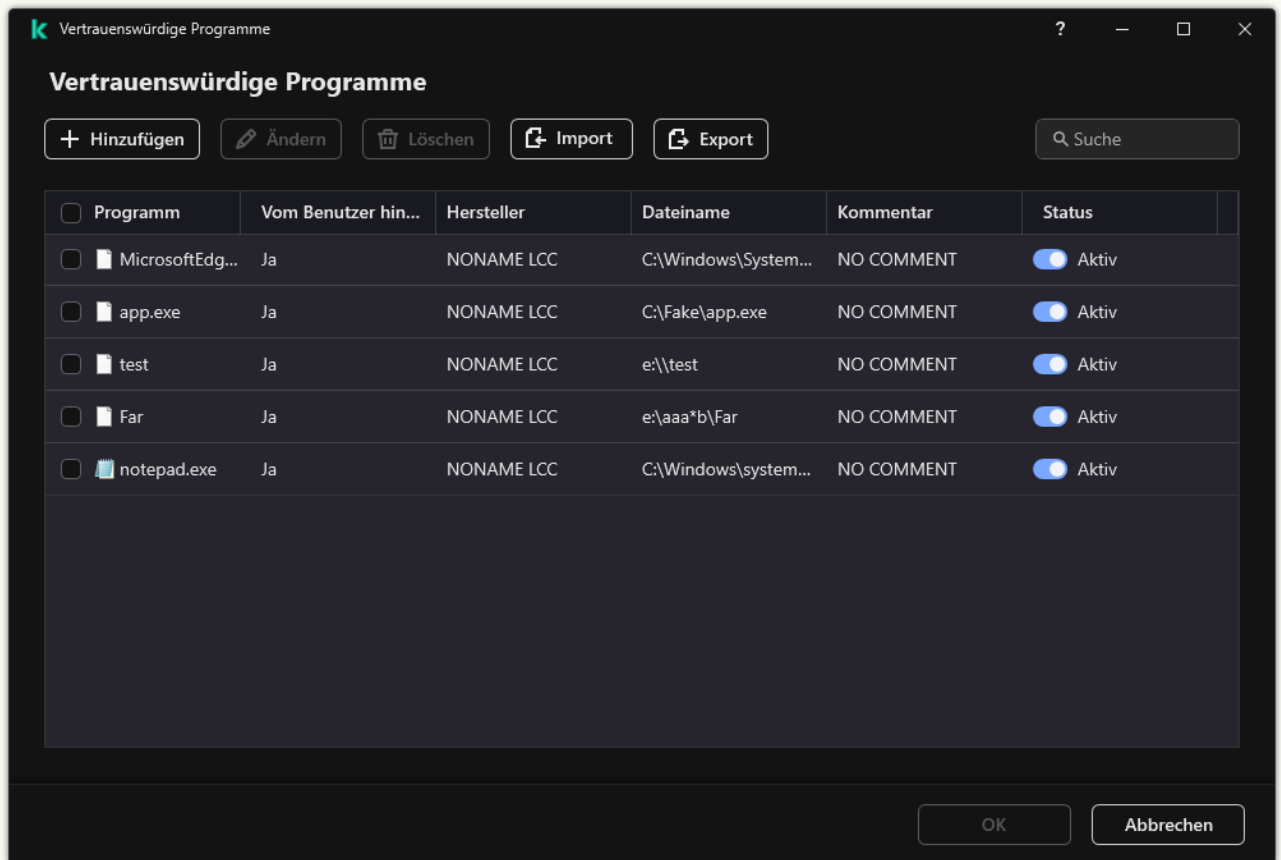 Vertrauenswürdige Programme
Vertrauenswürdige Programme
Hinzufügen Ändern Löschen Import Export Suche
Programm Vom Benutzer hin... Hersteller Dateiname Kommentar Status
MicrosoftEdg... Ja NONAME LCC C:\Windows\System... NO COMMENT Aktiv
app.exe Ja NONAME LCC C:\Fake\app.exe NO COMMENT Aktiv
test Ja NONAME LCC e:\\test NO COMMENT Aktiv
Far Ja NONAME LCC e:\aaa*b\Far NO COMMENT Aktiv
notepad.exe Ja NONAME LCC C:\Windows\system... NO COMMENT Aktiv
OK Abbrechen